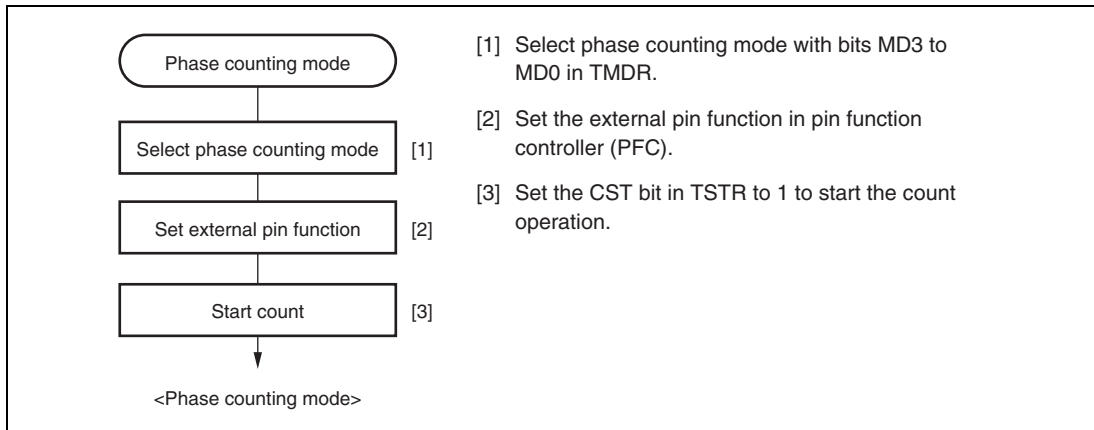 Phase counting mode
Select phase counting mode [1]
Set external pin function [2]
Start count [3]
<Phase counting mode>
[1] Select phase counting mode with bits MD3 to
MD0 in TMDR.
[2] Set the external pin function in pin function
controller (PFC).
[3] Set the CST bit in TSTR to 1 to start the count
operation.